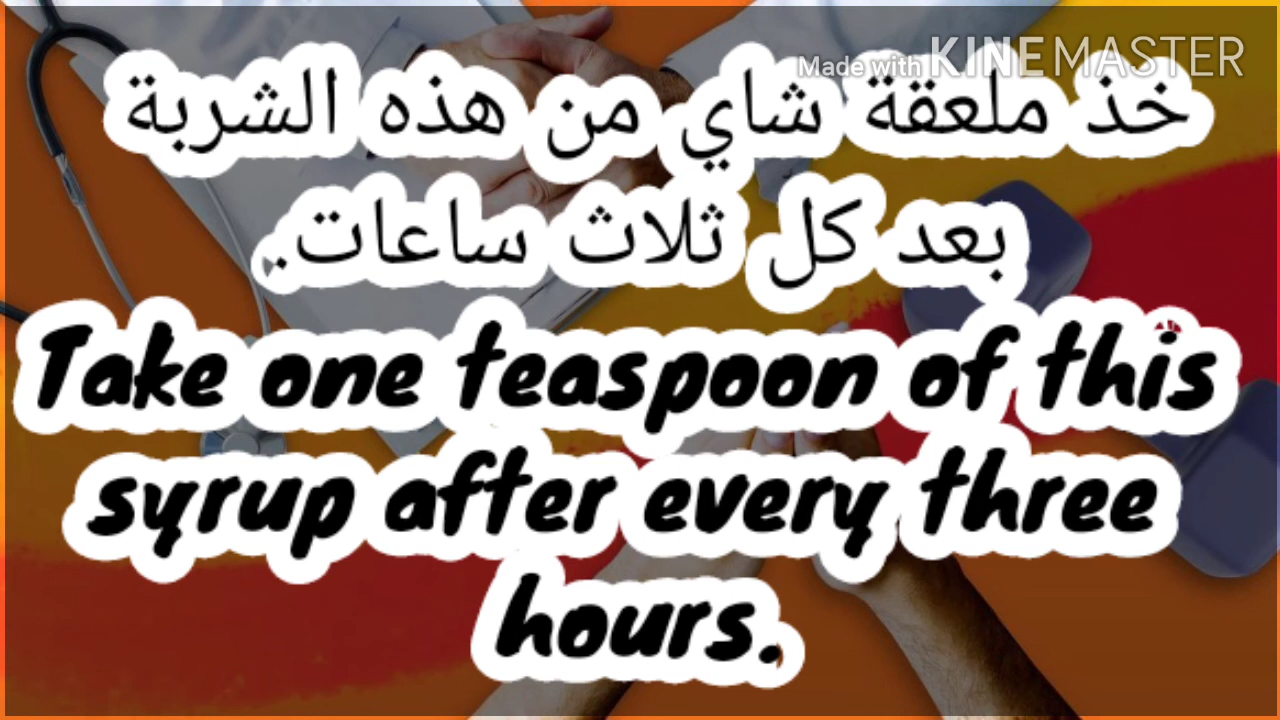 Made with KINEMASTER
خذ ملعقة شاي من هذه الشربة
بعد كل ثلاث ساعات.
Take one teaspoon of this
syrup after every three
hours.